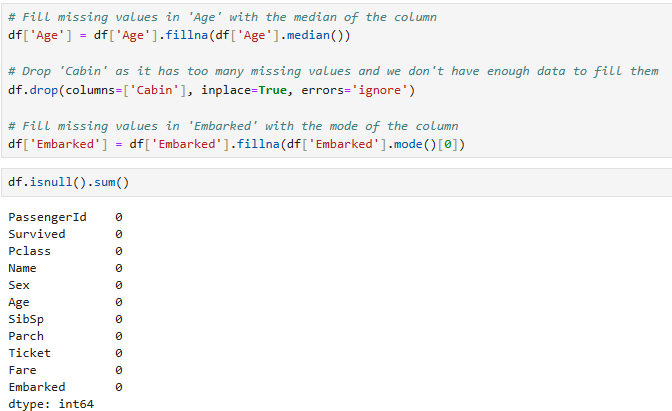 # Fill missing values in 'Age' with the median of the column
df['Age'] = df['Age'].fillna(df['Age'].median())
# Drop 'Cabin' as it has too many missing values and we don't have enough data to fill them
df.drop(columns=['Cabin'], inplace=True, errors='ignore')
# Fill missing values in 'Embarked' with the mode of the column
df['Embarked'] = df['Embarked'].fillna(df['Embarked'].mode()[0])
df.isnull().sum()
PassengerId    0
Survived       0
Pclass         0
Name           0
Sex            0
Age            0
SibSp          0
Parch          0
Ticket         0
Fare           0
Embarked       0
dtype: int64